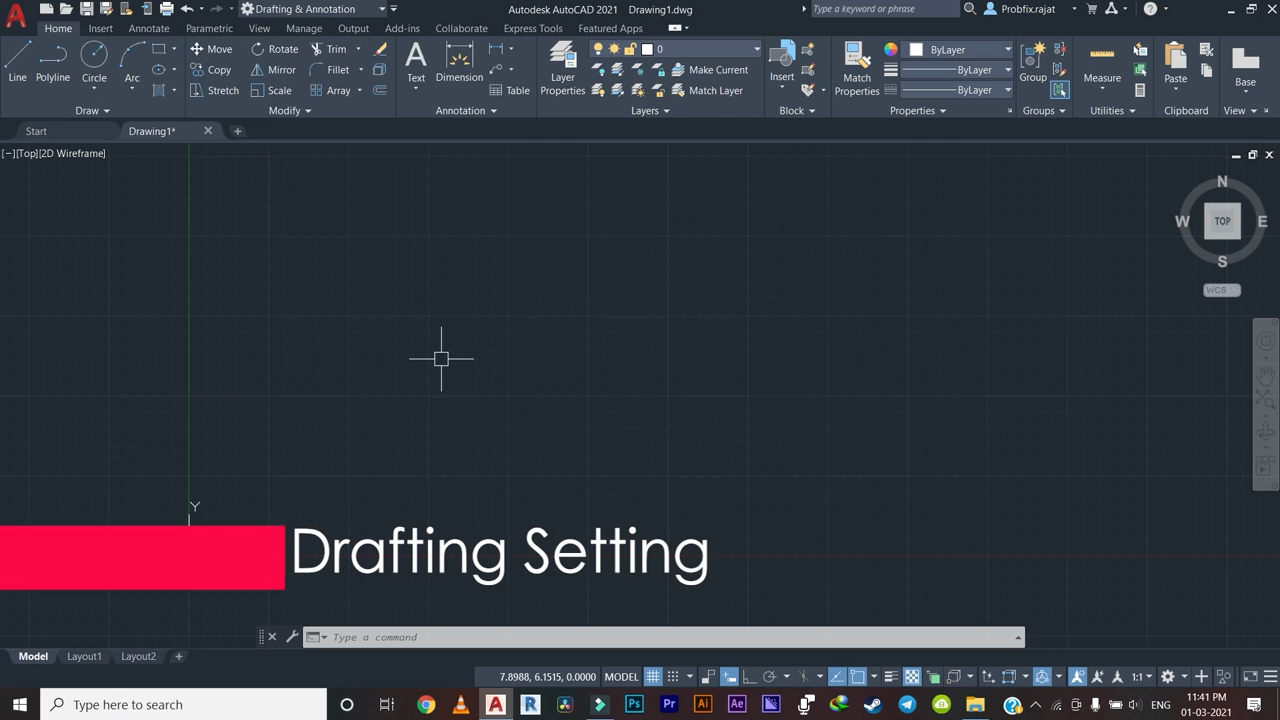 Drafting & Annotation
Autodesk AutoCAD 2021 Drawing1.dwg
Type a keyword or phrase
Probfix.rajat
Home Insert Annotate Parametric View Manage Output Add-ins Collaborate Express Tools Featured Apps
Line Polyline Circle Arc
Move Rotate Trim
Copy Mirror Fillet
Stretch Scale Array
Text Dimension Table
Layer Properties
0
Make Current
Match Layer
Insert
Match Properties
ByLayer
ByLayer
ByLayer
Group
Measure
Paste
Base
Draw Modify Annotation Layers Block Properties Groups Utilities Clipboard View
Start Drawing1*
[−][Top][2D Wireframe]
N
W TOP E
S
WCS
Y
Drafting Setting
Type a command
Model Layout1 Layout2
7.8988, 6.1515, 0.0000 MODEL 1:1
Type here to search
ENG
11:41 PM
01-03-2021